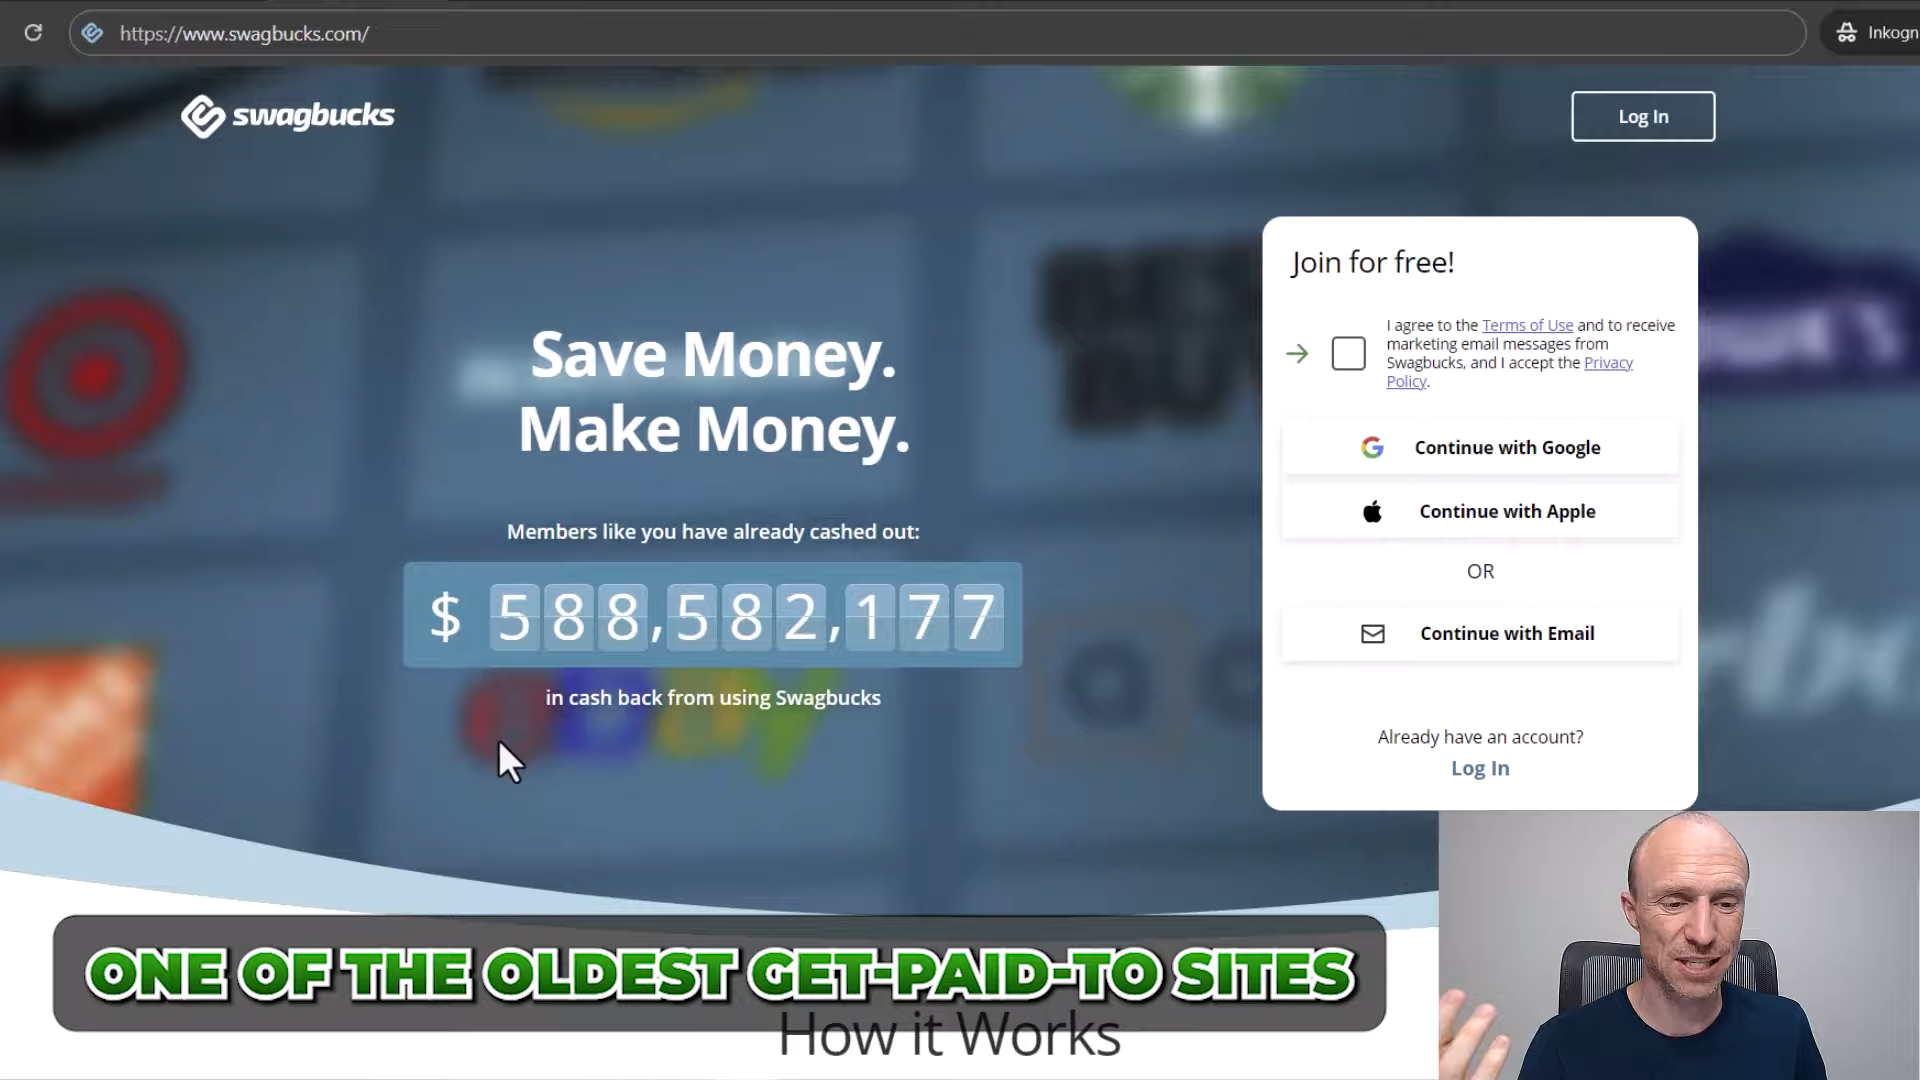 https://www.swagbucks.com/
Inkogn
swagbucks
Log In
Save Money.
Make Money.
Members like you have already cashed out:
$ 588,582,177
in cash back from using Swagbucks
Join for free!
I agree to the Terms of Use and to receive
marketing email messages from
Swagbucks, and I accept the Privacy
Policy.
Continue with Google
Continue with Apple
OR
Continue with Email
Already have an account?
Log In
ONE OF THE OLDEST GET-PAID-TO SITES
How it Works
BEST
BUY
ebay